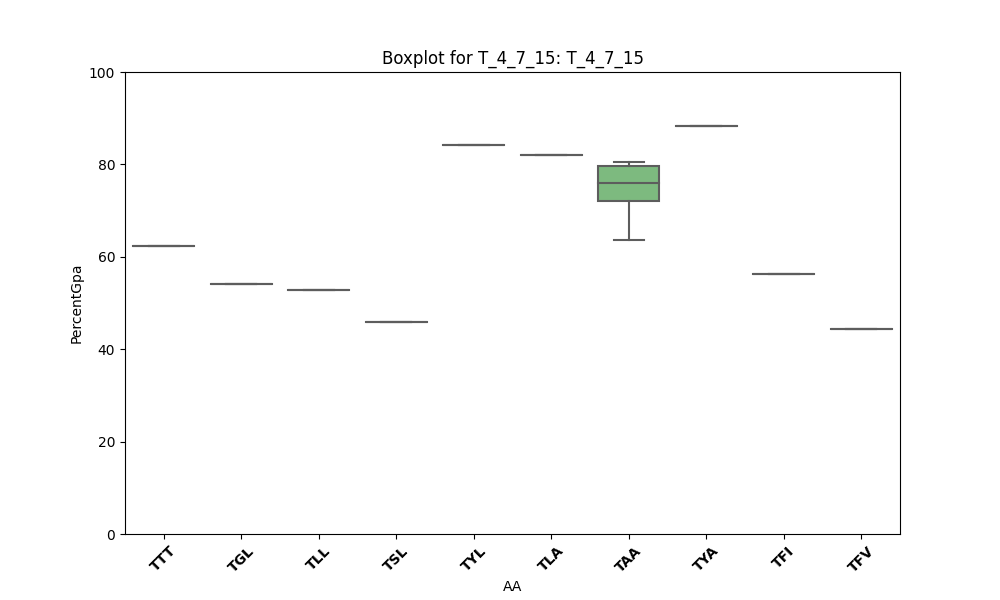 Boxplot for T_4_7_15: T_4_7_15
100
80
60
40
20
0
PercentGpa
TTT
TGL
TLL
TSL
TYL
TLA
TAA
TYA
TFI
TFV
AA